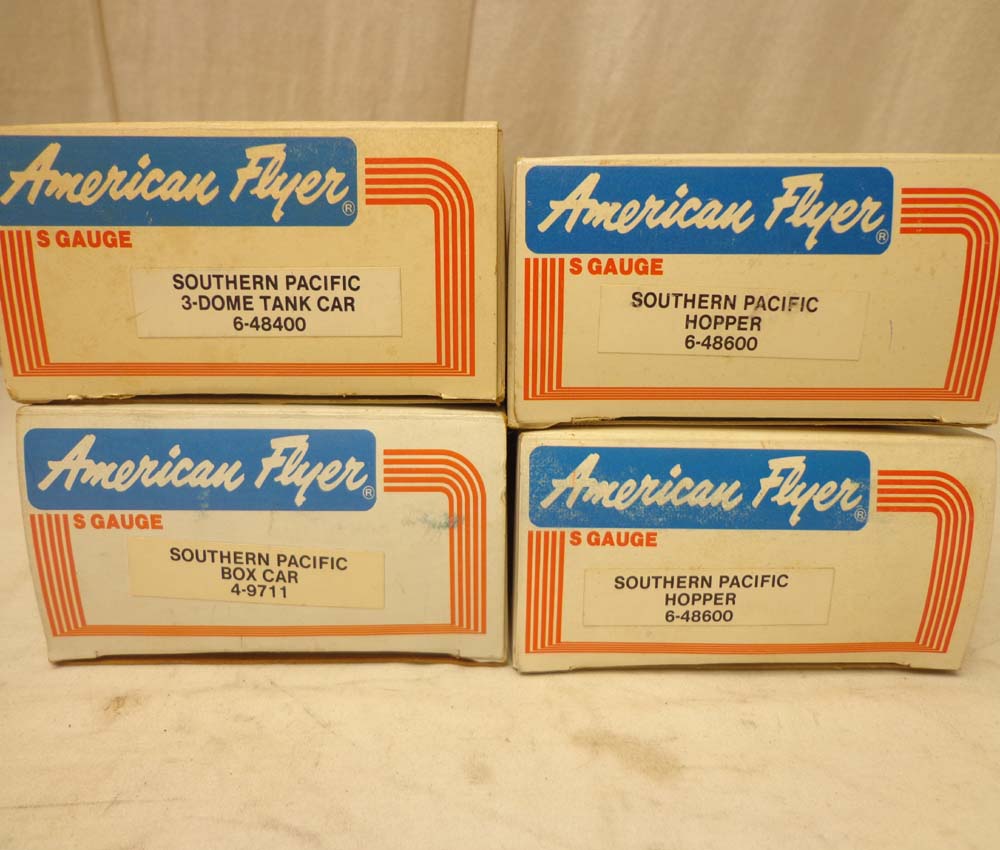 American Flyer®
S GAUGE
SOUTHERN PACIFIC
3-DOME TANK CAR
6-48400
American Flyer®
S GAUGE
SOUTHERN PACIFIC
HOPPER
6-48600
American Flyer®
S GAUGE
SOUTHERN PACIFIC
BOX CAR
4-9711
American Flyer®
S GAUGE
SOUTHERN PACIFIC
HOPPER
6-48600